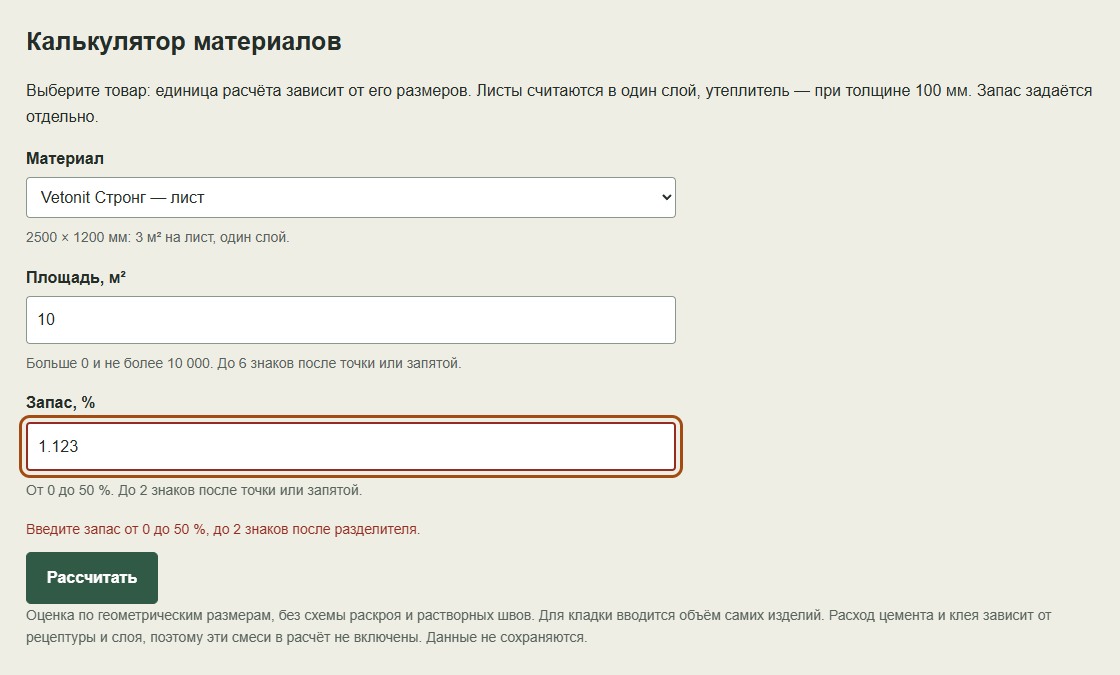 Калькулятор материалов
Выберите товар: единица расчёта зависит от его размеров. Листы считаются в один слой, утеплитель — при толщине 100 мм. Запас задаётся
отдельно.
Материал
Vetonit Стронг — лист
2500 × 1200 мм: 3 м² на лист, один слой.
Площадь, м²
10
Больше 0 и не более 10 000. До 6 знаков после точки или запятой.
Запас, %
1.123
От 0 до 50 %. До 2 знаков после точки или запятой.
Введите запас от 0 до 50 %, до 2 знаков после разделителя.
Рассчитать
Оценка по геометрическим размерам, без схемы раскроя и растворных швов. Для кладки вводится объём самих изделий. Расход цемента и клея зависит от
рецептуры и слоя, поэтому эти смеси в расчёт не включены. Данные не сохраняются.